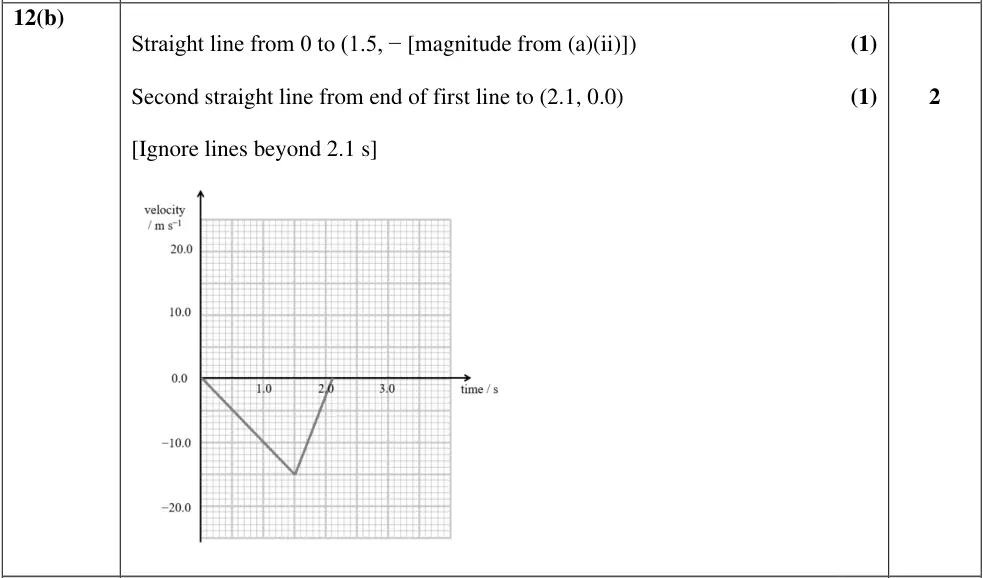 12(b)
Straight line from 0 to (1.5, − [magnitude from (a)(ii)]) (1)
Second straight line from end of first line to (2.1, 0.0) (1) 2
[Ignore lines beyond 2.1 s]
velocity
/ m s⁻¹
20.0
10.0
0.0
1.0 2.0 3.0 time / s
−10.0
−20.0